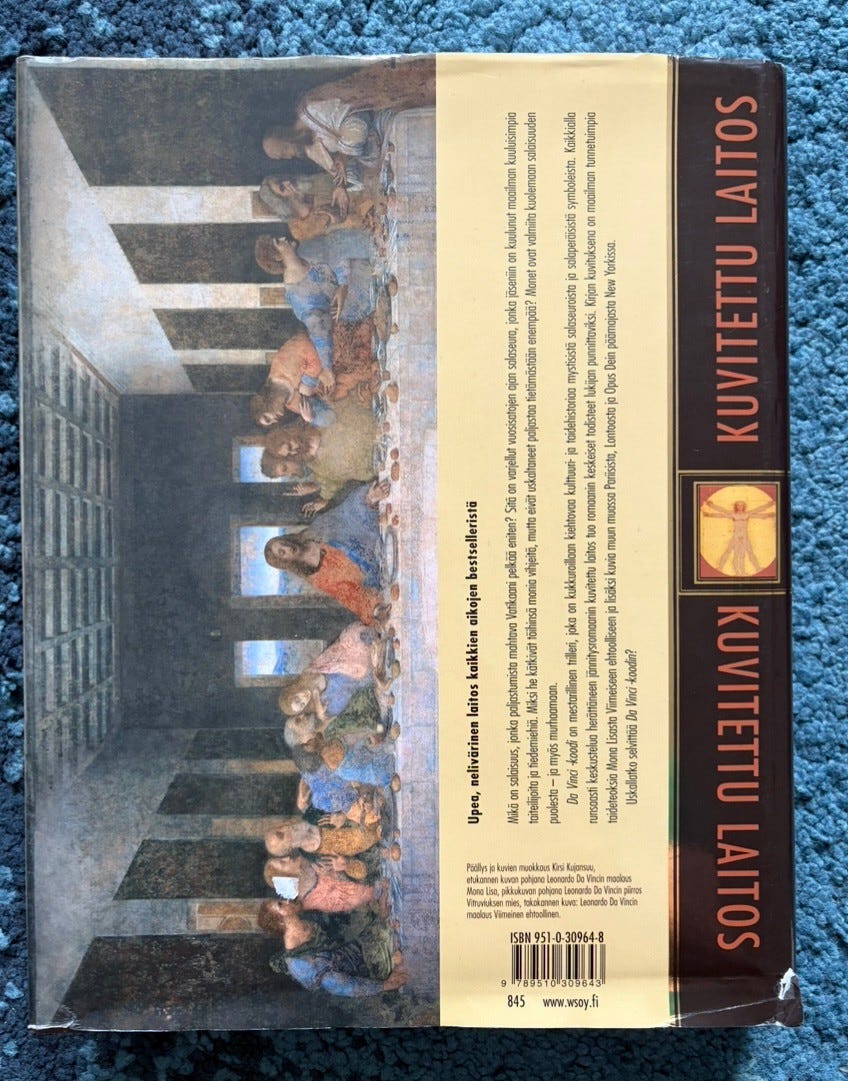 Upea, nelivärinen laitos kaikkien aikojen bestselleristä
Mikä on salaisuus, jonka paljastumista mahtava Vatikaani pelkää eniten? Sitä on varjellut vuosisatojen ajan salaseura, jonka jäseniin on kuulunut maailman kuuluisimpia
taiteilijoita ja tiedemiehiä. Miksi he kätkivät töihinsä monia vihjeitä, mutta eivät uskaltaneet paljastaa tietämästään enempää? Monet ovat valmiita kuolemaan salaisuuden
puolesta – ja myös murhaamaan.
Da Vinci -koodi on mestarillinen trilleri, joka on kukkuroillaan kiehtovaa kulttuuri- ja taidehistoriaa mystisistä salaseuroista ja salaperäisistä symboleista. Kaikkialla
runsaasti keskustelua herättäneen jännitysromaanin kuvitettu laitos tuo romaanin keskeiset todisteet lukijan punnittaviksi. Kirjan kuvituksena on maailman tunnetuimpia
taideteoksia Mona Lisasta Viimeiseen ehtoolliseen ja lisäksi kuvia muun muassa Pariisista, Lontoosta ja Opus Dein päämajasta New Yorkissa.
Uskallatko selvittää Da Vinci -koodin?
Päällys ja kuvien muokkaus Kirsi Kujansuu,
etukannen kuvan pohjana Leonardo Da Vincin maalaus
Mona Lisa, pikkukuvan pohjana Leonardo Da Vincin piirros
Vitruviuksen mies, takakannen kuva: Leonardo Da Vincin
maalaus Viimeinen ehtoollinen.
ISBN 951-0-30964-8
9 789510 309643
845 www.wsoy.fi
KUVITETTU LAITOS KUVITETTU LAITOS